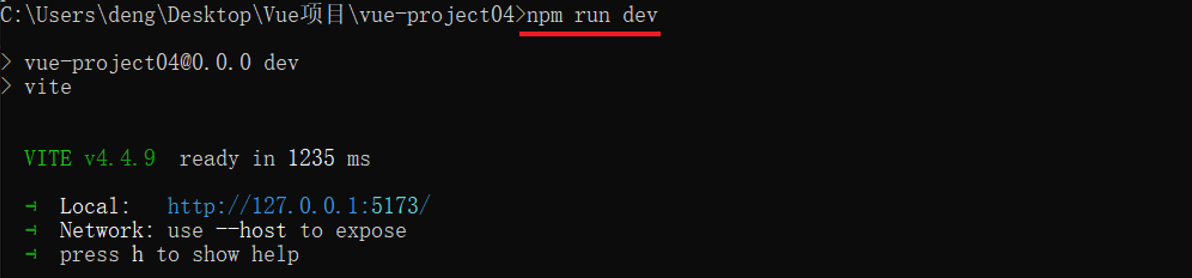 C:\Users\deng\Desktop\Vue项目\vue-project04>npm run dev
> vue-project04@0.0.0 dev
> vite
VITE v4.4.9  ready in 1235 ms
➜  Local:   http://127.0.0.1:5173/
➜  Network: use --host to expose
➜  press h to show help